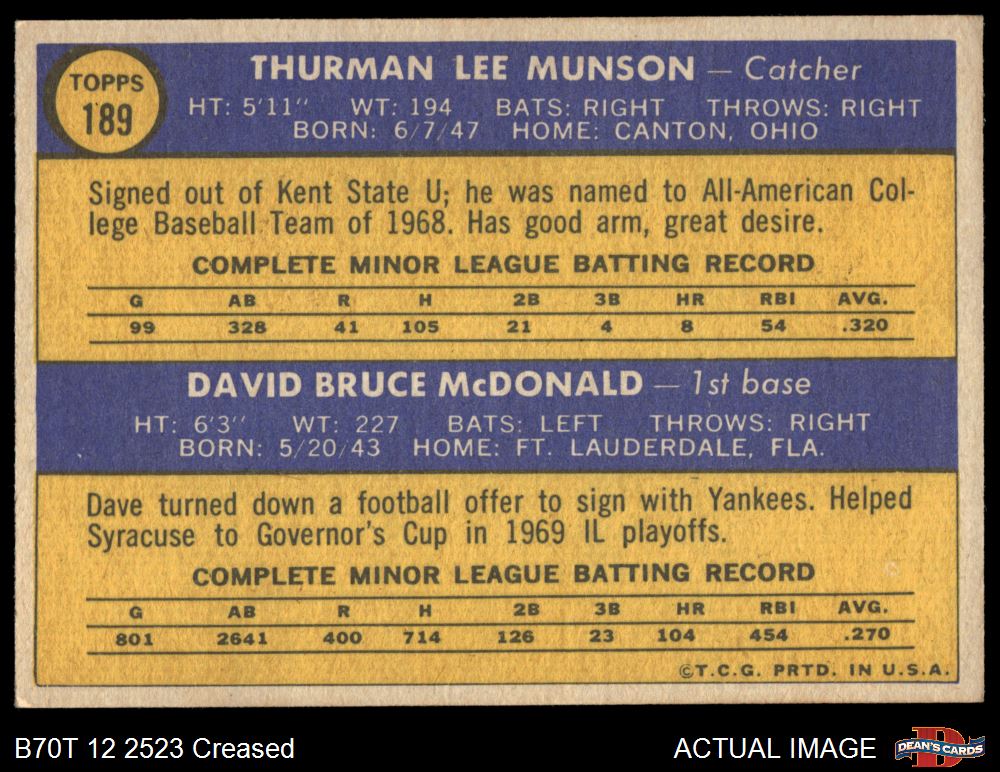 TOPPS
189
THURMAN LEE MUNSON — Catcher
HT: 5'11" WT: 194 BATS: RIGHT THROWS: RIGHT
BORN: 6/7/47 HOME: CANTON, OHIO
Signed out of Kent State U; he was named to All-American Col-
lege Baseball Team of 1968. Has good arm, great desire.
COMPLETE MINOR LEAGUE BATTING RECORD
G AB R H 2B 3B HR RBI AVG.
99 328 41 105 21 4 8 54 .320
DAVID BRUCE McDONALD — 1st base
HT: 6'3" WT: 227 BATS: LEFT THROWS: RIGHT
BORN: 5/20/43 HOME: FT. LAUDERDALE, FLA.
Dave turned down a football offer to sign with Yankees. Helped
Syracuse to Governor's Cup in 1969 IL playoffs.
COMPLETE MINOR LEAGUE BATTING RECORD
G AB R H 2B 3B HR RBI AVG.
801 2641 400 714 126 23 104 454 .270
©T.C.G. PRTD. IN U.S.A.
B70T 12 2523 Creased
ACTUAL IMAGE
DEAN'S CARDS